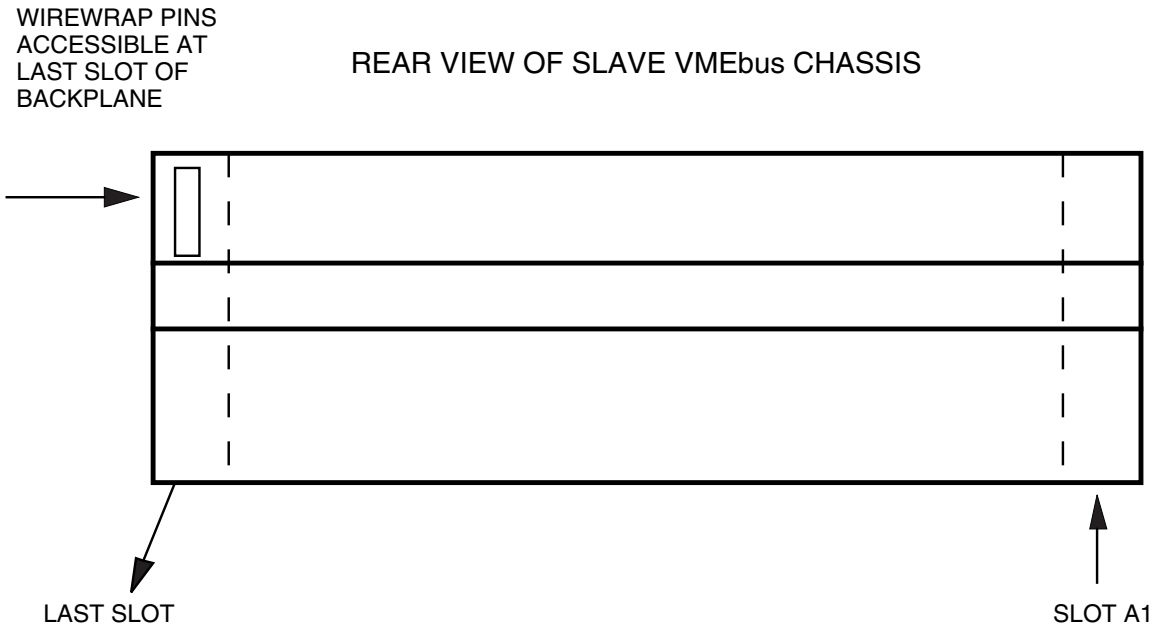 WIREWRAP PINS
ACCESSIBLE AT
LAST SLOT OF
BACKPLANE
REAR VIEW OF SLAVE VMEbus CHASSIS
LAST SLOT
SLOT A1